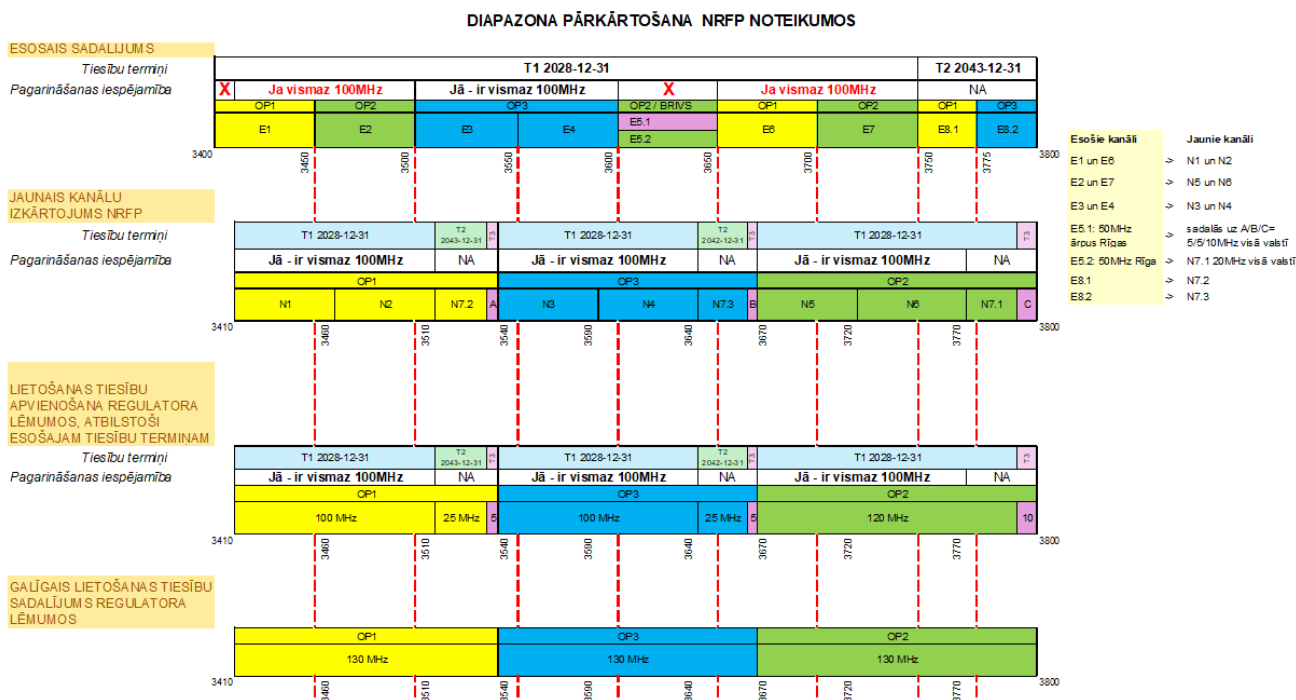 DIAPAZONA PĀRKĀRTOŠANA NRFP NOTEIKUMOS
ESOŠAIS SADALĪJUMS
Tiesību termiņi
T1 2028-12-31
T2 2043-12-31
Pagarināšanas iespējamība
X
Ja vismaz 100MHz
Jā - ir vismaz 100MHz
X
Ja vismaz 100MHz
NA
OP1
OP2
OP3
OP2 / BRĪVS
OP1
OP2
OP1
OP3
E1
E2
E3
E4
E5.1
E5.2
E6
E7
E8.1
E8.2
3400
3450
3500
3550
3600
3650
3700
3750
3775
3800
Esošie kanāli
Jaunie kanāli
E1 un E6 -> N1 un N2
E2 un E7 -> N5 un N6
E3 un E4 -> N3 un N4
E5.1: 50MHz ārpus Rīgas -> sadalās uz A/B/C= 5/5/10MHz visā valstī
E5.2: 50MHz Rīga -> N7.1 20MHz visā valstī
E8.1 -> N7.2
E8.2 -> N7.3
JAUNAIS KANĀLU
IZKĀRTOJUMS NRFP
Tiesību termiņi
T1 2028-12-31
T2 2043-12-31
T3
T1 2028-12-31
T2 2042-12-31
T3
T1 2028-12-31
T3
Pagarināšanas iespējamība
Jā - ir vismaz 100MHz
NA
Jā - ir vismaz 100MHz
NA
Jā - ir vismaz 100MHz
NA
OP1
OP3
OP2
N1
N2
N7.2
A
N3
N4
N7.3
B
N5
N6
N7.1
C
3410
3460
3510
3540
3590
3640
3670
3720
3770
3800
LIETOŠANAS TIESĪBU
APVIENOŠANA REGULATORA
LĒMUMOS, ATBILSTOŠI
ESOŠAJAM TIESĪBU TERMIŅAM
Tiesību termiņi
T1 2028-12-31
T2 2043-12-31
T3
T1 2028-12-31
T2 2042-12-31
T3
T1 2028-12-31
T3
Pagarināšanas iespējamība
Jā - ir vismaz 100MHz
NA
Jā - ir vismaz 100MHz
NA
Jā - ir vismaz 100MHz
NA
OP1
OP3
OP2
100 MHz
25 MHz
5
100 MHz
25 MHz
5
120 MHz
10
3410
3460
3510
3540
3590
3640
3670
3720
3770
3800
GALĪGAIS LIETOŠANAS TIESĪBU
SADALĪJUMS REGULATORA
LĒMUMOS
OP1
OP3
OP2
130 MHz
130 MHz
130 MHz
3410
3460
3510
3540
3590
3640
3670
3720
3770
3800